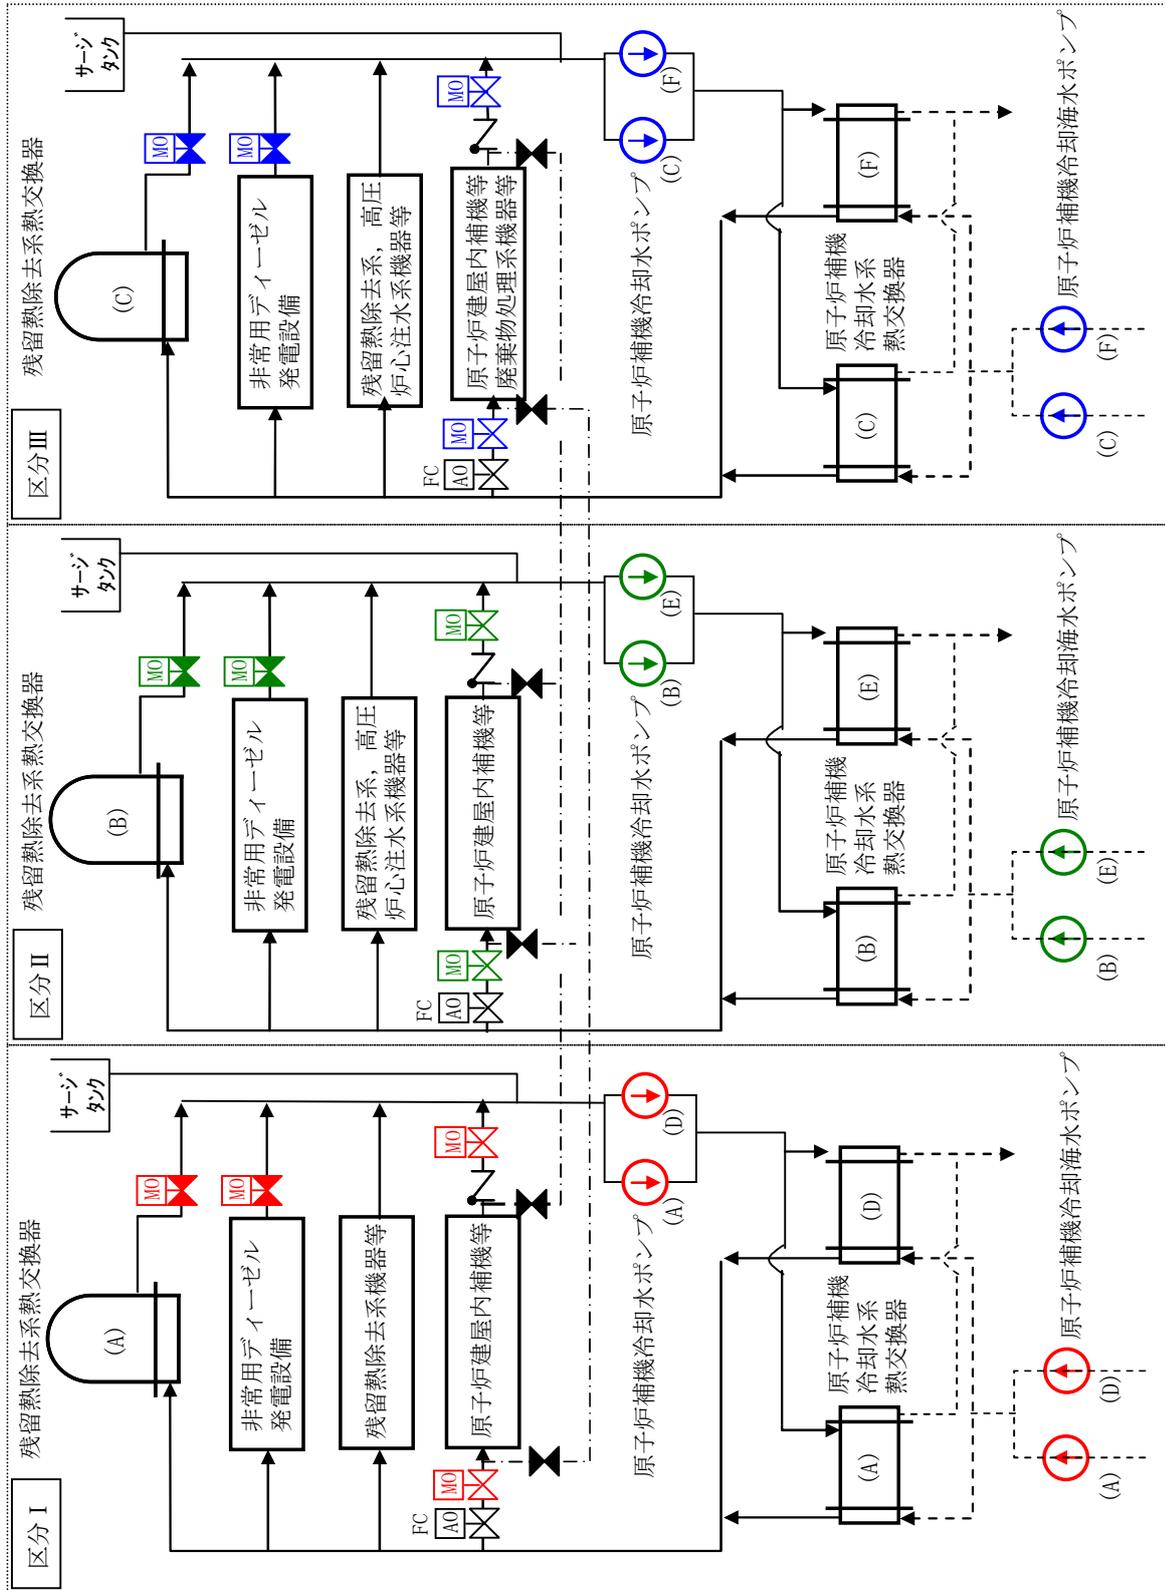 区分Ⅰ
残留熱除去系熱交換器
(A)
サージ
タンク
MO
非常用ディーゼル
発電設備
MO
残留熱除去系機器等
FC
AO
MO
原子炉建屋内補機等
MO
原子炉補機冷却水ポンプ
(A)
(D)
原子炉補機
冷却水系
熱交換器
(A)
(D)
原子炉補機冷却海水ポンプ
(A)
(D)
区分Ⅱ
残留熱除去系熱交換器
(B)
サージ
タンク
MO
非常用ディーゼル
発電設備
MO
残留熱除去系，高圧
炉心注水系機器等
FC
AO
MO
原子炉建屋内補機等
MO
原子炉補機冷却水ポンプ
(B)
(E)
原子炉補機
冷却水系
熱交換器
(B)
(E)
原子炉補機冷却海水ポンプ
(B)
(E)
区分Ⅲ
残留熱除去系熱交換器
(C)
サージ
タンク
MO
非常用ディーゼル
発電設備
MO
残留熱除去系，高圧
炉心注水系機器等
FC
AO
MO
原子炉建屋内補機等
廃棄物処理系機器等
MO
原子炉補機冷却水ポンプ
(C)
(F)
原子炉補機
冷却水系
熱交換器
(C)
(F)
原子炉補機冷却海水ポンプ
(C)
(F)